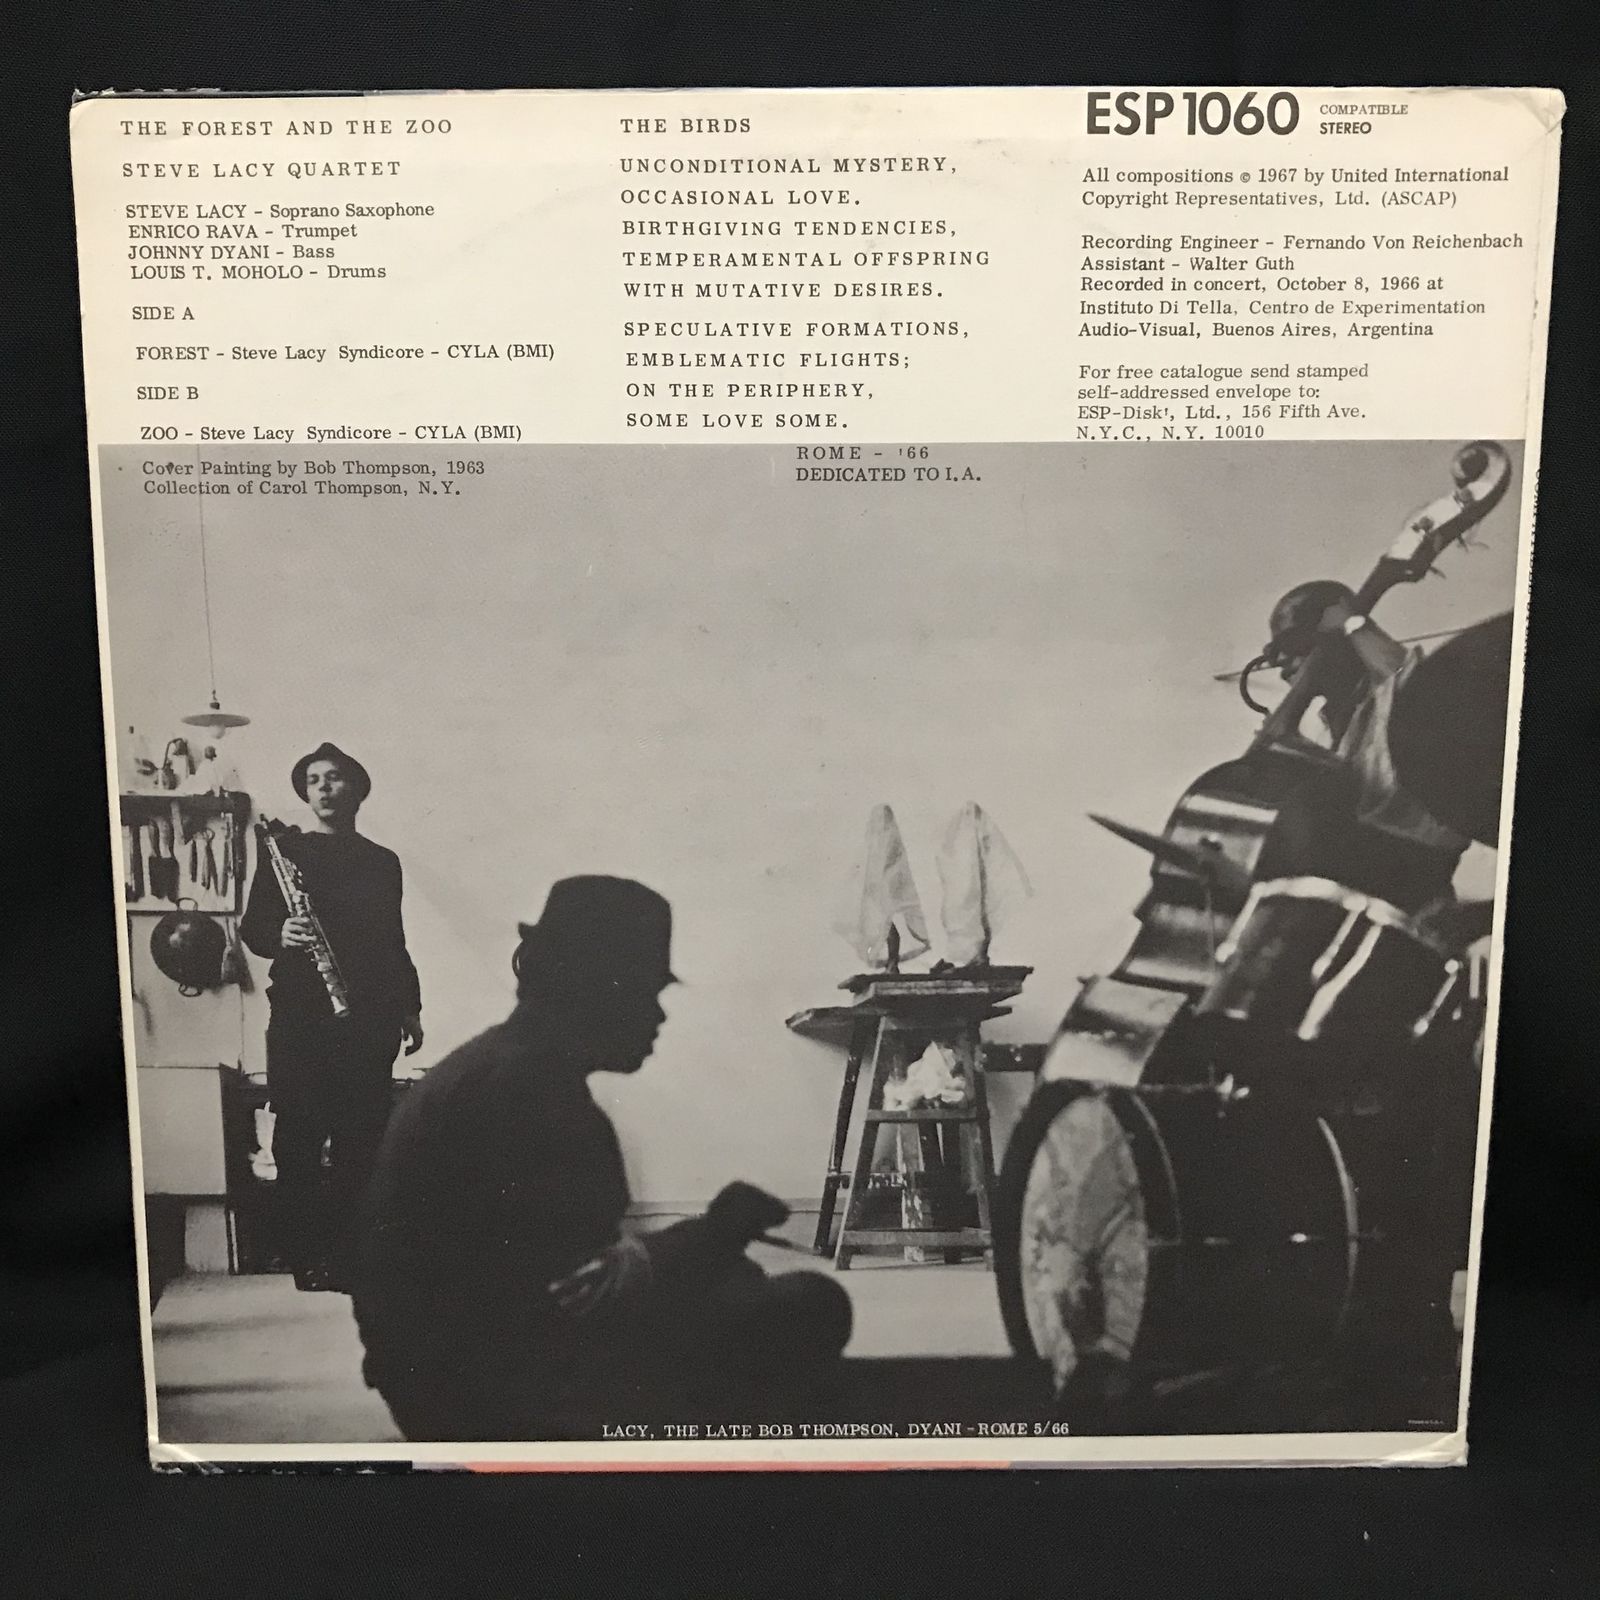 THE FOREST AND THE ZOO
STEVE LACY QUARTET
STEVE LACY - Soprano Saxophone
ENRICO RAVA - Trumpet
JOHNNY DYANI - Bass
LOUIS T. MOHOLO - Drums
SIDE A
FOREST - Steve Lacy Syndicore - CYLA (BMI)
SIDE B
ZOO - Steve Lacy Syndicore - CYLA (BMI)
Cover Painting by Bob Thompson, 1963
Collection of Carol Thompson, N.Y.
THE BIRDS
UNCONDITIONAL MYSTERY,
OCCASIONAL LOVE.
BIRTHGIVING TENDENCIES,
TEMPERAMENTAL OFFSPRING
WITH MUTATIVE DESIRES.
SPECULATIVE FORMATIONS,
EMBLEMATIC FLIGHTS;
ON THE PERIPHERY,
SOME LOVE SOME.
ROME - '66
DEDICATED TO I.A.
ESP 1060 COMPATIBLE
STEREO
All compositions © 1967 by United International
Copyright Representatives, Ltd. (ASCAP)
Recording Engineer - Fernando Von Reichenbach
Assistant - Walter Guth
Recorded in concert, October 8, 1966 at
Instituto Di Tella, Centro de Experimentation
Audio-Visual, Buenos Aires, Argentina
For free catalogue send stamped
self-addressed envelope to:
ESP-Disk', Ltd., 156 Fifth Ave.
N.Y.C., N.Y. 10010
LACY, THE LATE BOB THOMPSON, DYANI - ROME 5/66